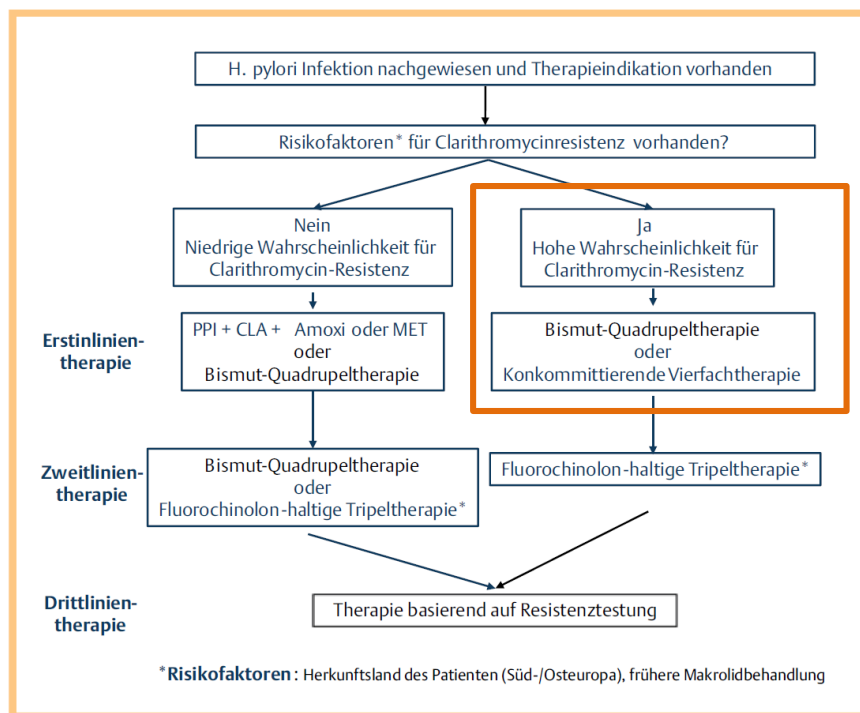 H. pylori Infektion nachgewiesen und Therapieindikation vorhanden
Risikofaktoren* für Clarithromycinresistenz vorhanden?
Nein
Niedrige Wahrscheinlichkeit für
Clarithromycin-Resistenz
Ja
Hohe Wahrscheinlichkeit für
Clarithromycin-Resistenz
Erstinlinien-
therapie
PPI + CLA + Amoxi oder MET
oder
Bismut-Quadrupeltherapie
Bismut-Quadrupeltherapie
oder
Konkommittierende Vierfachtherapie
Zweitlinien-
therapie
Bismut-Quadrupeltherapie
oder
Fluorochinolon-haltige Tripeltherapie*
Fluorochinolon-haltige Tripeltherapie*
Drittlinien-
therapie
Therapie basierend auf Resistenztestung
*Risikofaktoren: Herkunftsland des Patienten (Süd-/Osteuropa), frühere Makrolidbehandlung